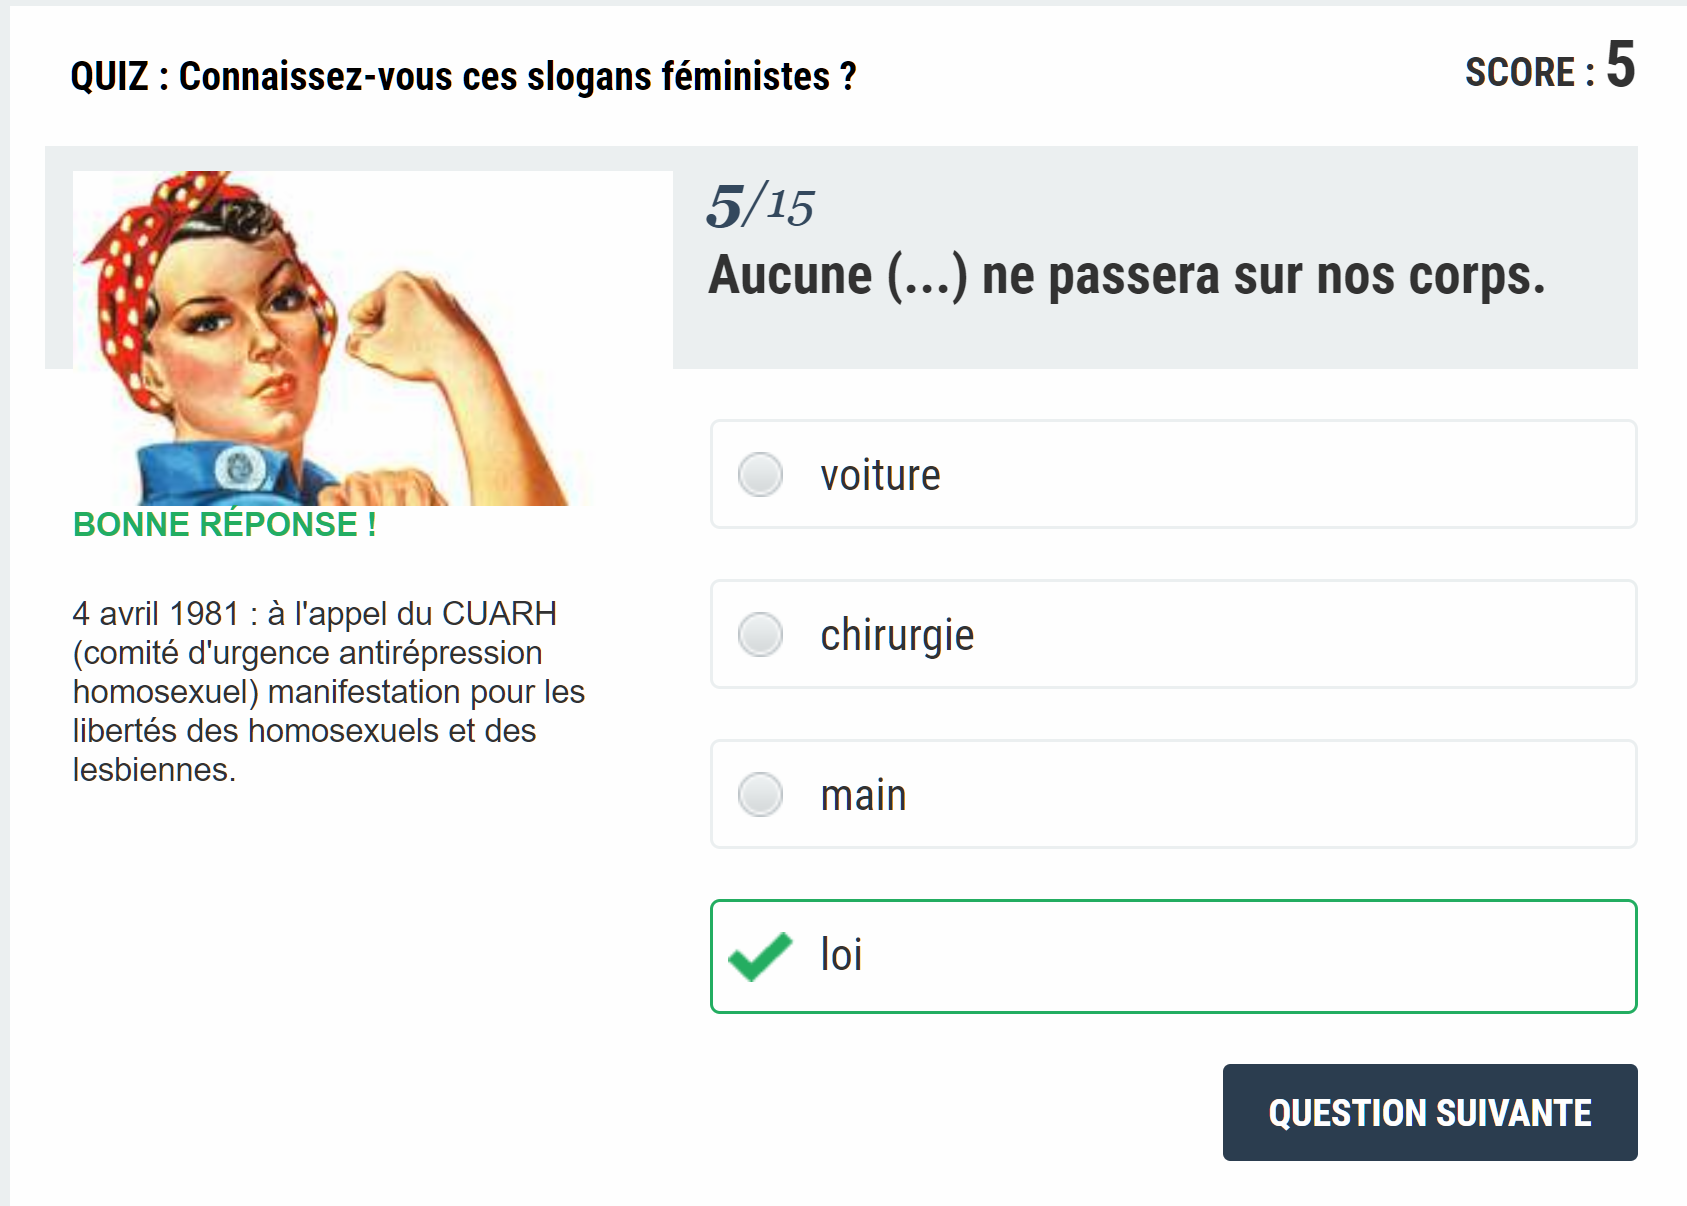 QUIZ : Connaissez-vous ces slogans féministes ?
SCORE : 5
5/15
Aucune (...) ne passera sur nos corps.
BONNE RÉPONSE !
4 avril 1981 : à l'appel du CUARH
(comité d'urgence antirépression
homosexuel) manifestation pour les
libertés des homosexuels et des
lesbiennes.
voiture
chirurgie
main
loi
QUESTION SUIVANTE